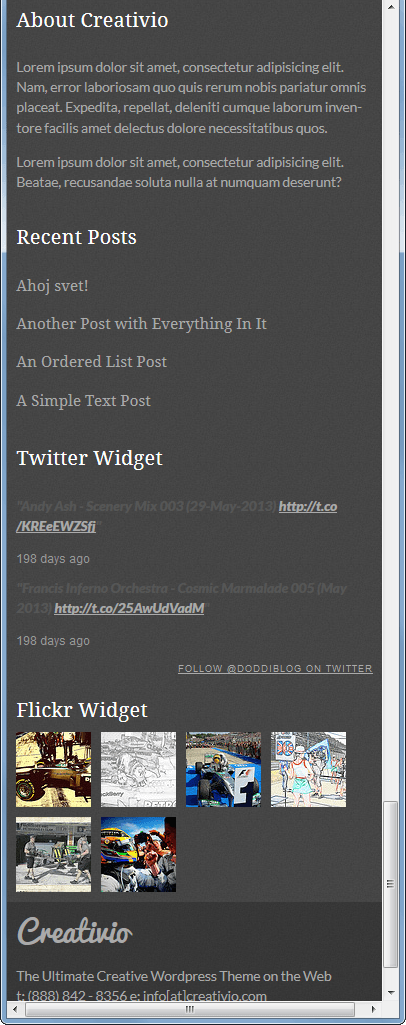 About Creativio
Lorem ipsum dolor sit amet, consectetur adipisicing elit.
Nam, error laboriosam quo quis rerum nobis pariatur omnis
placeat. Expedita, repellat, deleniti cumque laborum inven-
tore facilis amet delectus dolore necessitatibus quos.
Lorem ipsum dolor sit amet, consectetur adipisicing elit.
Beatae, recusandae soluta nulla at numquam deserunt?
Recent Posts
Ahoj svet!
Another Post with Everything In It
An Ordered List Post
A Simple Text Post
Twitter Widget
"Andy Ash - Scenery Mix 003 (29-May-2013) http://t.co
/KREeEWZSfj"
198 days ago
"Francis Inferno Orchestra - Cosmic Marmalade 005 (May
2013) http://t.co/25AwUdVadM"
198 days ago
FOLLOW @DODDIBLOG ON TWITTER
Flickr Widget
Creativio
The Ultimate Creative Wordpress Theme on the Web
t: (888) 842 - 8356 e: info[at]creativio.com